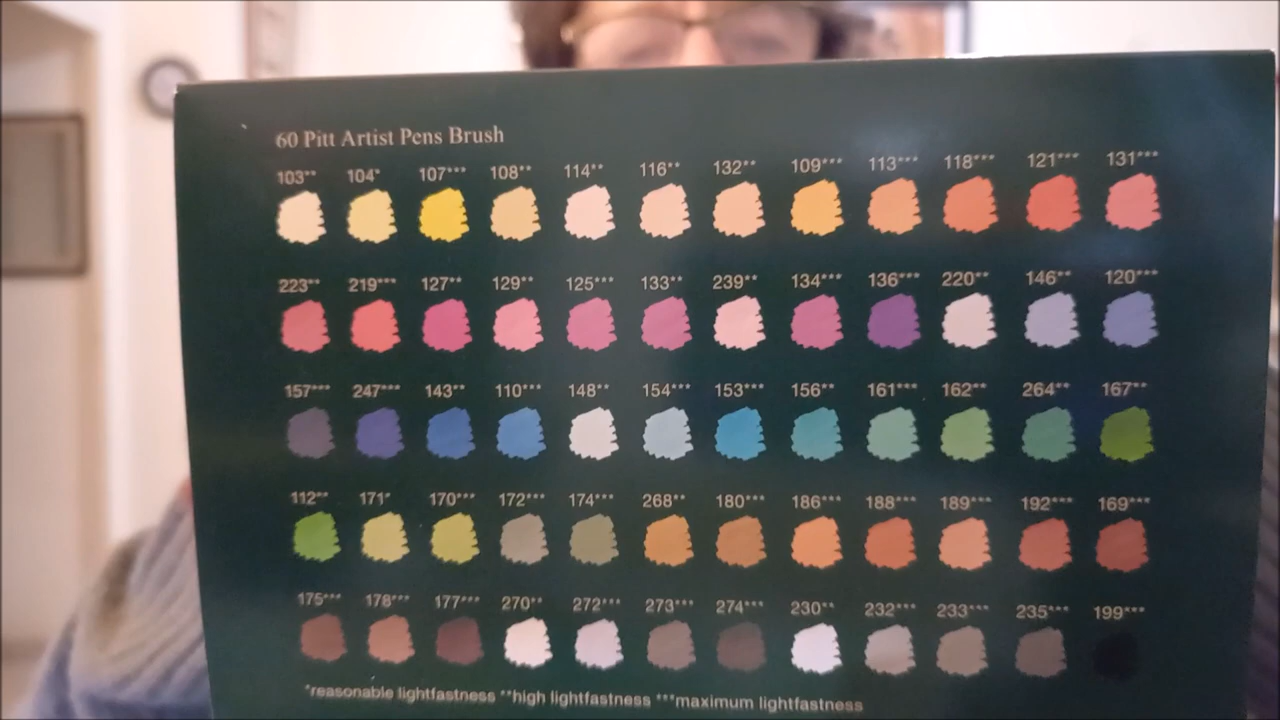 60 Pitt Artist Pens Brush
103** 104* 107*** 108** 114** 116** 132** 109*** 113*** 118*** 121*** 131***
223** 219*** 127** 129** 125*** 133** 239** 134*** 136*** 220** 146** 120***
157*** 247*** 143** 110*** 148** 154*** 153*** 156** 161*** 162** 264** 167**
112** 171* 170*** 172*** 174*** 268** 180*** 186*** 188*** 189*** 192*** 169***
175*** 178*** 177*** 270** 272*** 273*** 274*** 230** 232*** 233*** 235*** 199***
*reasonable lightfastness **high lightfastness ***maximum lightfastness